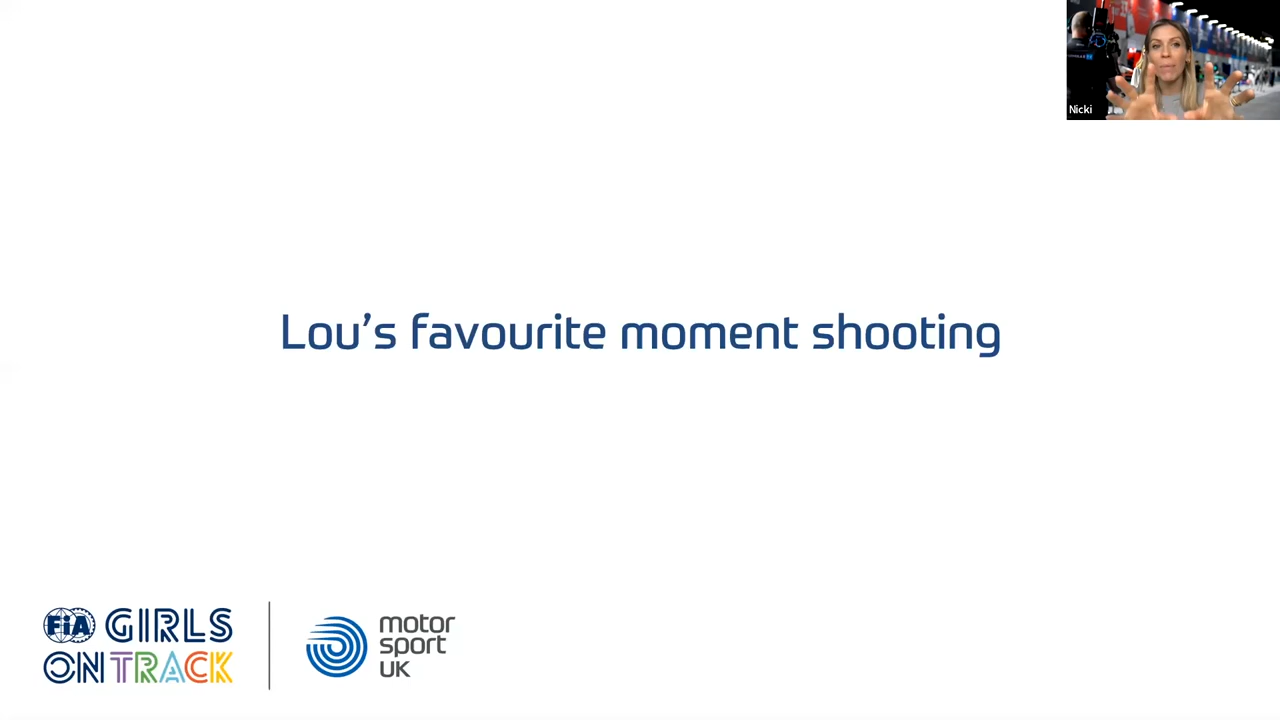 Nicki
Lou's favourite moment shooting
FiA GIRLS
ON TRACK
motor
sport
UK